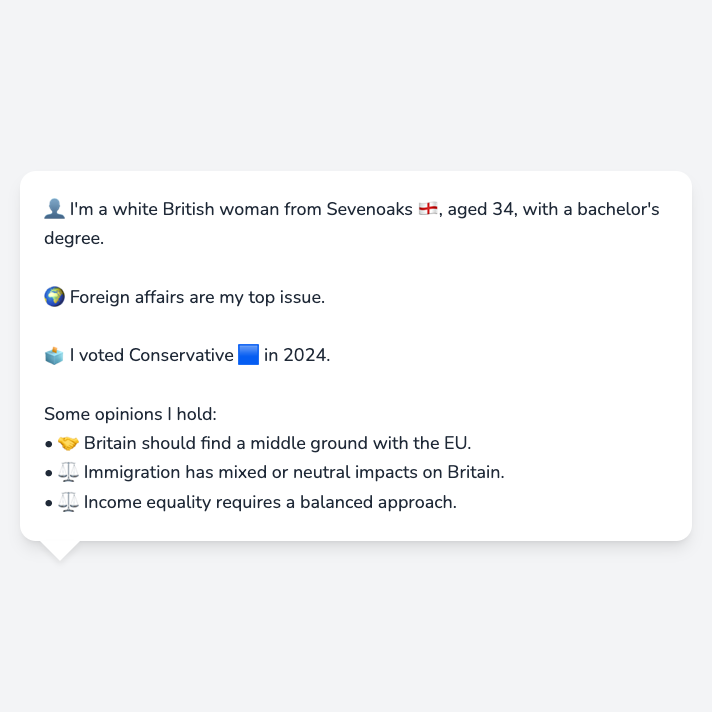 👤 I'm a white British woman from Sevenoaks 🏴󠁧󠁢󠁥󠁮󠁧󠁿, aged 34, with a bachelor's
degree.
🌍 Foreign affairs are my top issue.
🗳️ I voted Conservative 🟦 in 2024.
Some opinions I hold:
• 🤝 Britain should find a middle ground with the EU.
• ⚖️ Immigration has mixed or neutral impacts on Britain.
• ⚖️ Income equality requires a balanced approach.